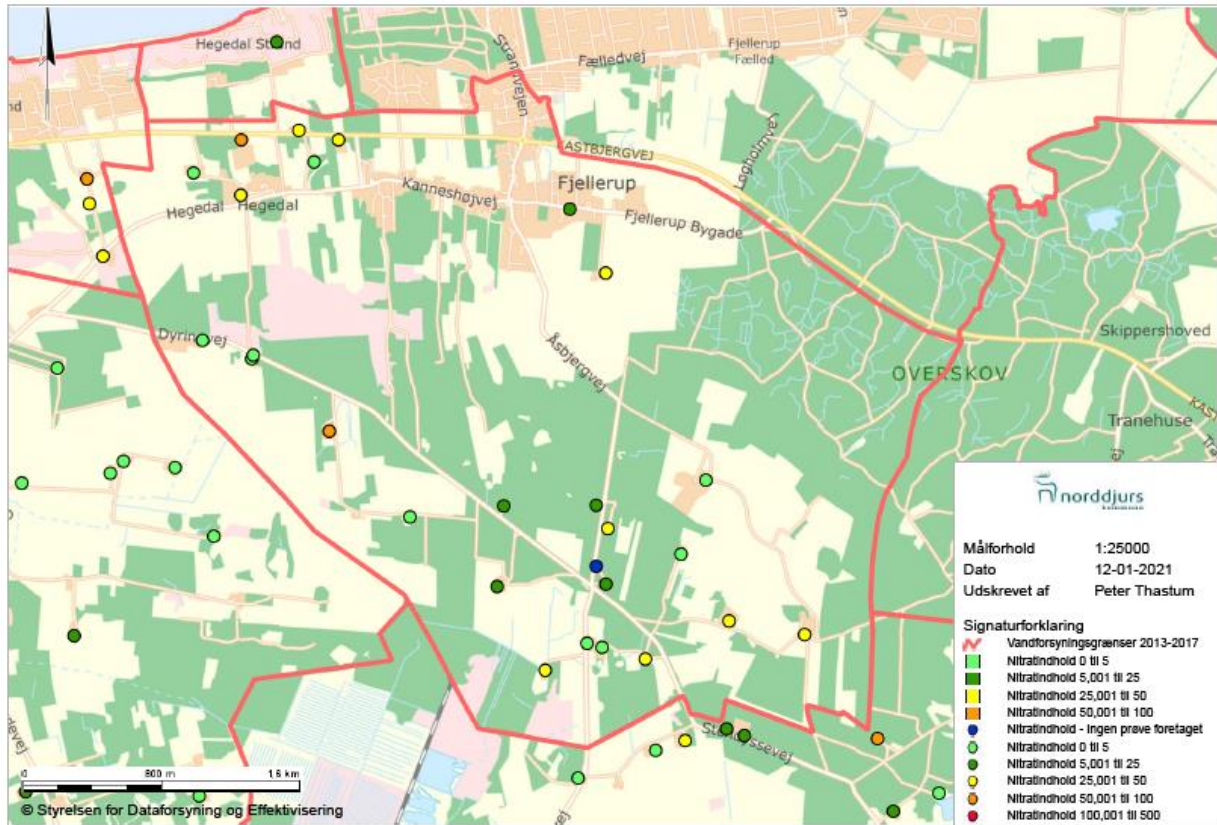 Hegedal Strand
Strandvejen
Fælledvej
Fjellerup
Fælled
nd
ASTBJERGVEJ
Løgholmvej
Kanneshøjvej
Fjellerup
Hegedal
Hegedal
Fjellerup Bygade
Dyringvej
Åsbjergvej
Skippershoved
OVERSKOV
KAST
Tranehuse
norddjurs
kommune
Målforhold 1:25000
Dato 12-01-2021
Udskrevet af Peter Thastum
Signaturforklaring
Vandforsyningsgrænser 2013-2017
Nitratindhold 0 til 5
Nitratindhold 5,001 til 25
Nitratindhold 25,001 til 50
Nitratindhold 50,001 til 100
Nitratindhold - Ingen prøve foretaget
Nitratindhold 0 til 5
Nitratindhold 5,001 til 25
Nitratindhold 25,001 til 50
Nitratindhold 50,001 til 100
Nitratindhold 100,001 til 500
0 800 m 1,6 km
© Styrelsen for Dataforsyning og Effektivisering